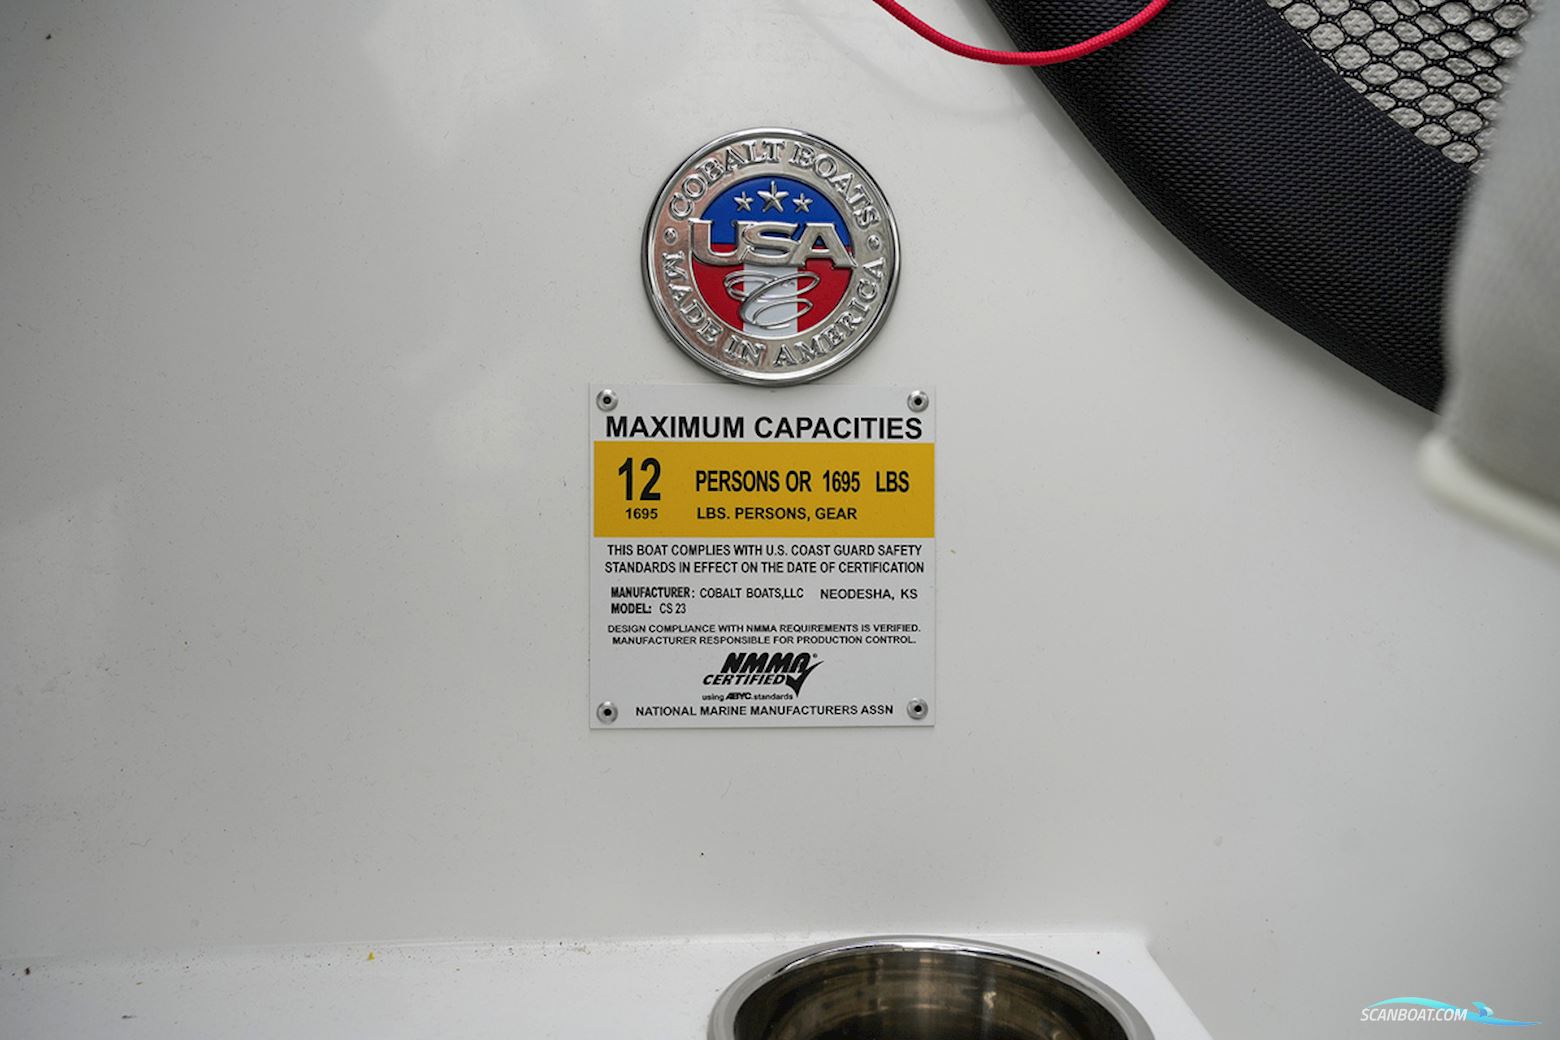 COBALT BOATS
USA
MADE IN AMERICA
MAXIMUM CAPACITIES
12 PERSONS OR 1695 LBS
1695 LBS. PERSONS, GEAR
THIS BOAT COMPLIES WITH U.S. COAST GUARD SAFETY
STANDARDS IN EFFECT ON THE DATE OF CERTIFICATION
MANUFACTURER: COBALT BOATS,LLC NEODESHA, KS
MODEL: CS 23
DESIGN COMPLIANCE WITH NMMA REQUIREMENTS IS VERIFIED.
MANUFACTURER RESPONSIBLE FOR PRODUCTION CONTROL.
NMMA®
CERTIFIED
using ABYC standards
NATIONAL MARINE MANUFACTURERS ASSN
SCANBOAT.COM